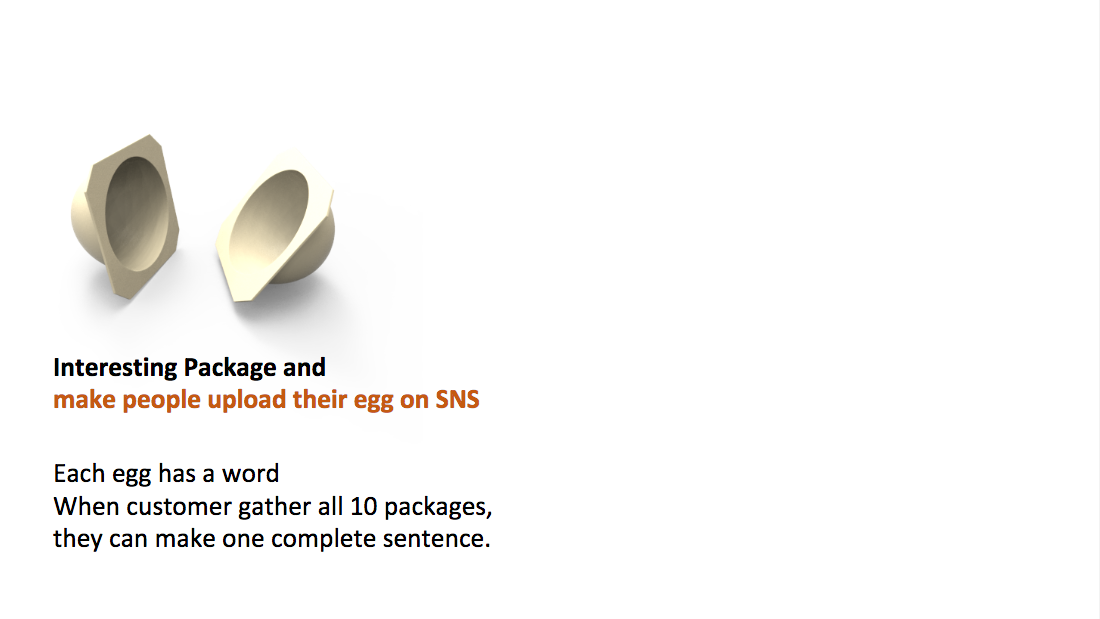 Interesting Package and
make people upload their egg on SNS
Each egg has a word
When customer gather all 10 packages,
they can make one complete sentence.